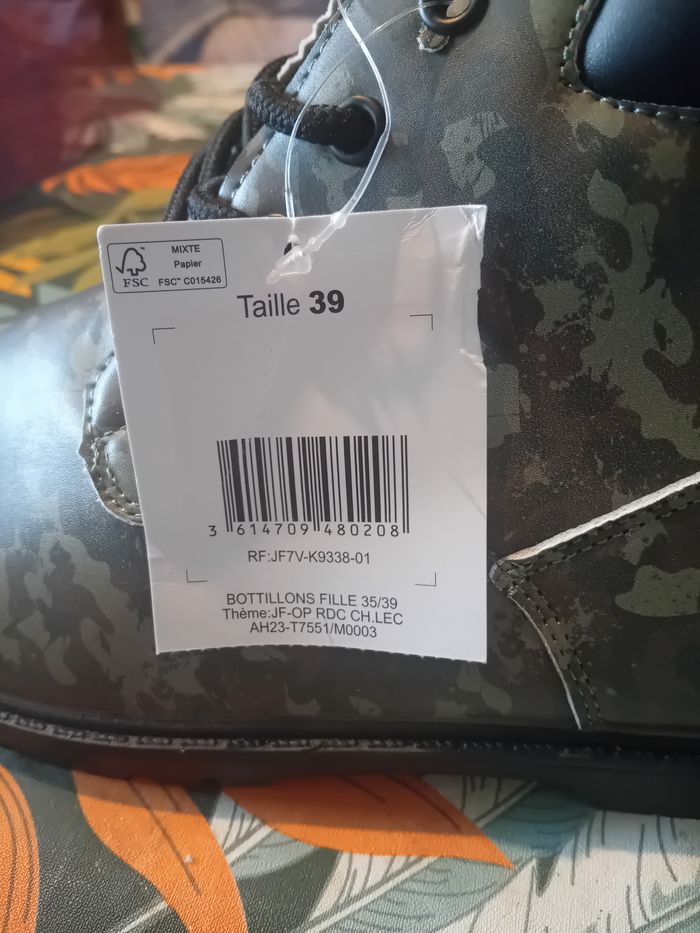 MIXTE
Papier
FSC™ C015426
FSC
Taille 39
3 614709 480208
RF:JF7V-K9338-01
BOTTILLONS FILLE 35/39
Thème:JF-OP RDC CH.LEC
AH23-T7551/M0003